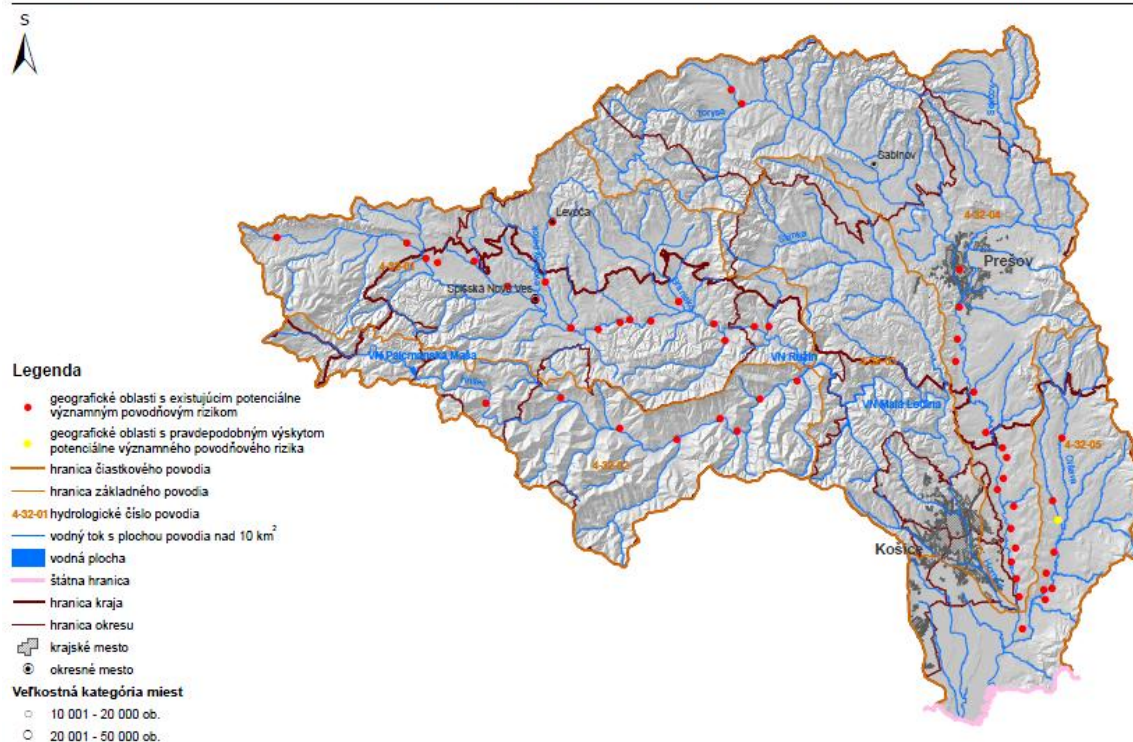 S
Torysa
Sabinov
Sekčov
4-32-04
Levoča
Prešov
4-32-01
Spišská Nová Ves
VN Palcmanská Maša
VN Ružín
Hnilec
VN Malá Lodina
4-32-02
4-32-05
Olšava
Košice
Hornád
Legenda
geografické oblasti s existujúcim potenciálne
významným povodňovým rizikom
geografické oblasti s pravdepodobným výskytom
potenciálne významného povodňového rizika
hranica čiastkového povodia
hranica základného povodia
4-32-01 hydrologické číslo povodia
vodný tok s plochou povodia nad 10 km²
vodná plocha
štátna hranica
hranica kraja
hranica okresu
krajské mesto
okresné mesto
Veľkostná kategória miest
10 001 - 20 000 ob.
20 001 - 50 000 ob.